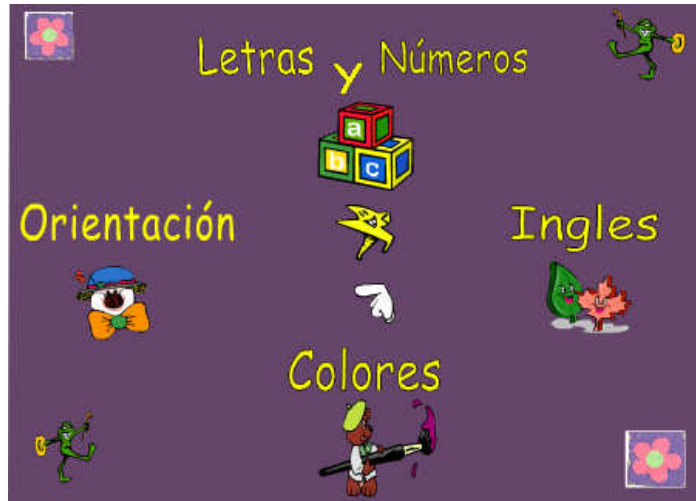 Letras y Números
a
b c
Orientación
Ingles
Colores